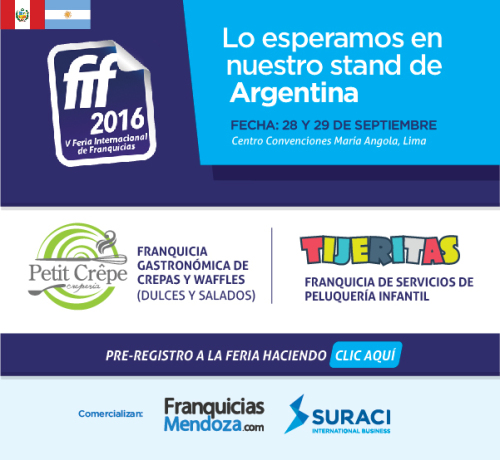 Lo esperamos en
nuestro stand de
Argentina
FECHA: 28 Y 29 DE SEPTIEMBRE
Centro Convenciones María Angola, Lima
fif
2016
V Feria Internacional
de Franquicias
Petit Crêpe
creperia
FRANQUICIA
GASTRONÓMICA DE
CREPAS Y WAFFLES
(DULCES Y SALADOS)
TIJERITAS
FRANQUICIA DE SERVICIOS DE
PELUQUERÍA INFANTIL
PRE-REGISTRO A LA FERIA HACIENDO CLIC AQUÍ
Comercializan:
Franquicias
Mendoza.com
SURACI
INTERNATIONAL BUSINESS